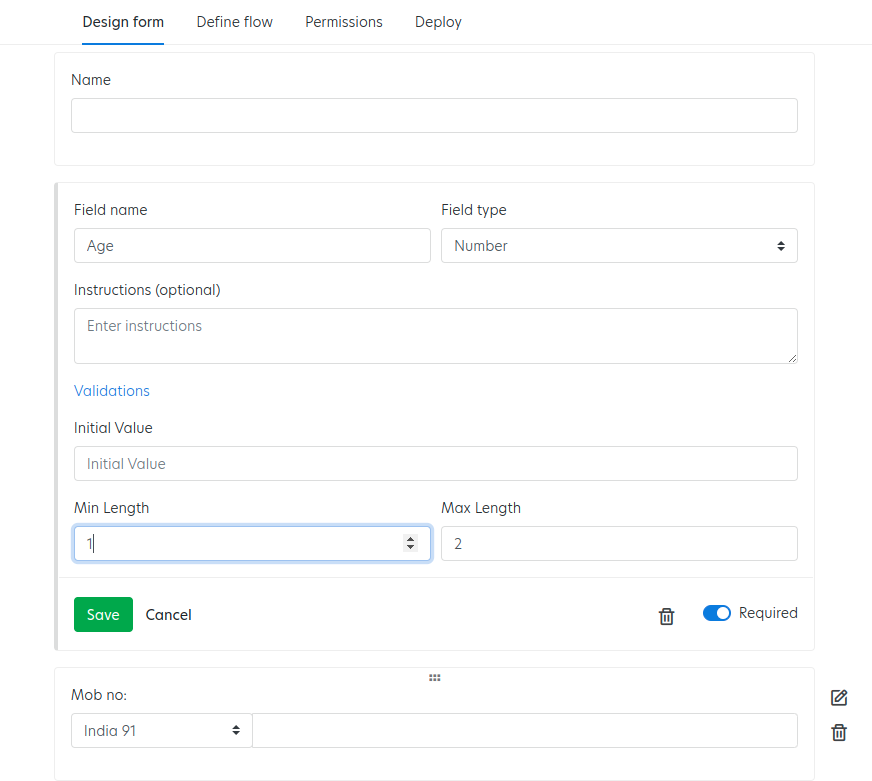 Design form Define flow Permissions Deploy
Name
Field name Field type
Age Number
Instructions (optional)
Enter instructions
Validations
Initial Value
Initial Value
Min Length Max Length
1 2
Save Cancel Required
Mob no:
India 91